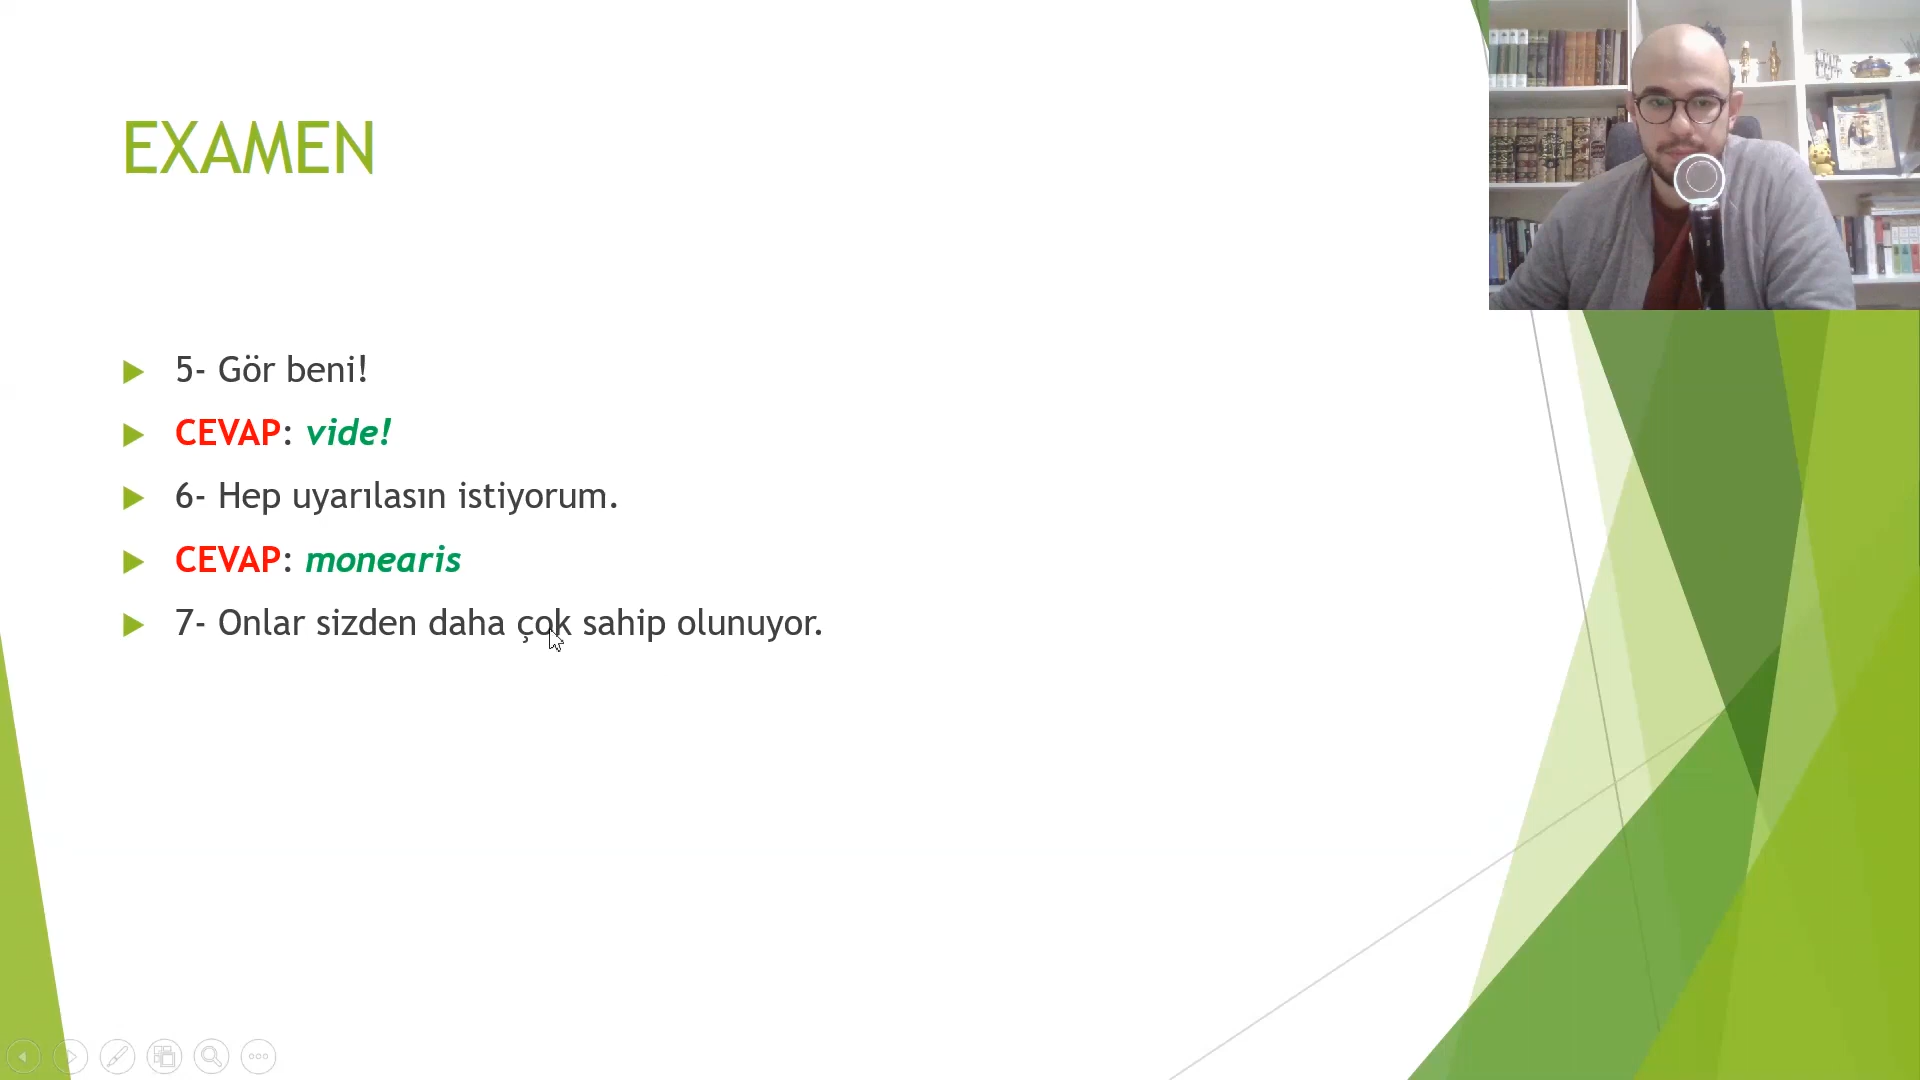 EXAMEN
5- Gör beni!
CEVAP: vide!
6- Hep uyarılasın istiyorum.
CEVAP: monearis
7- Onlar sizden daha çok sahip olunuyor.